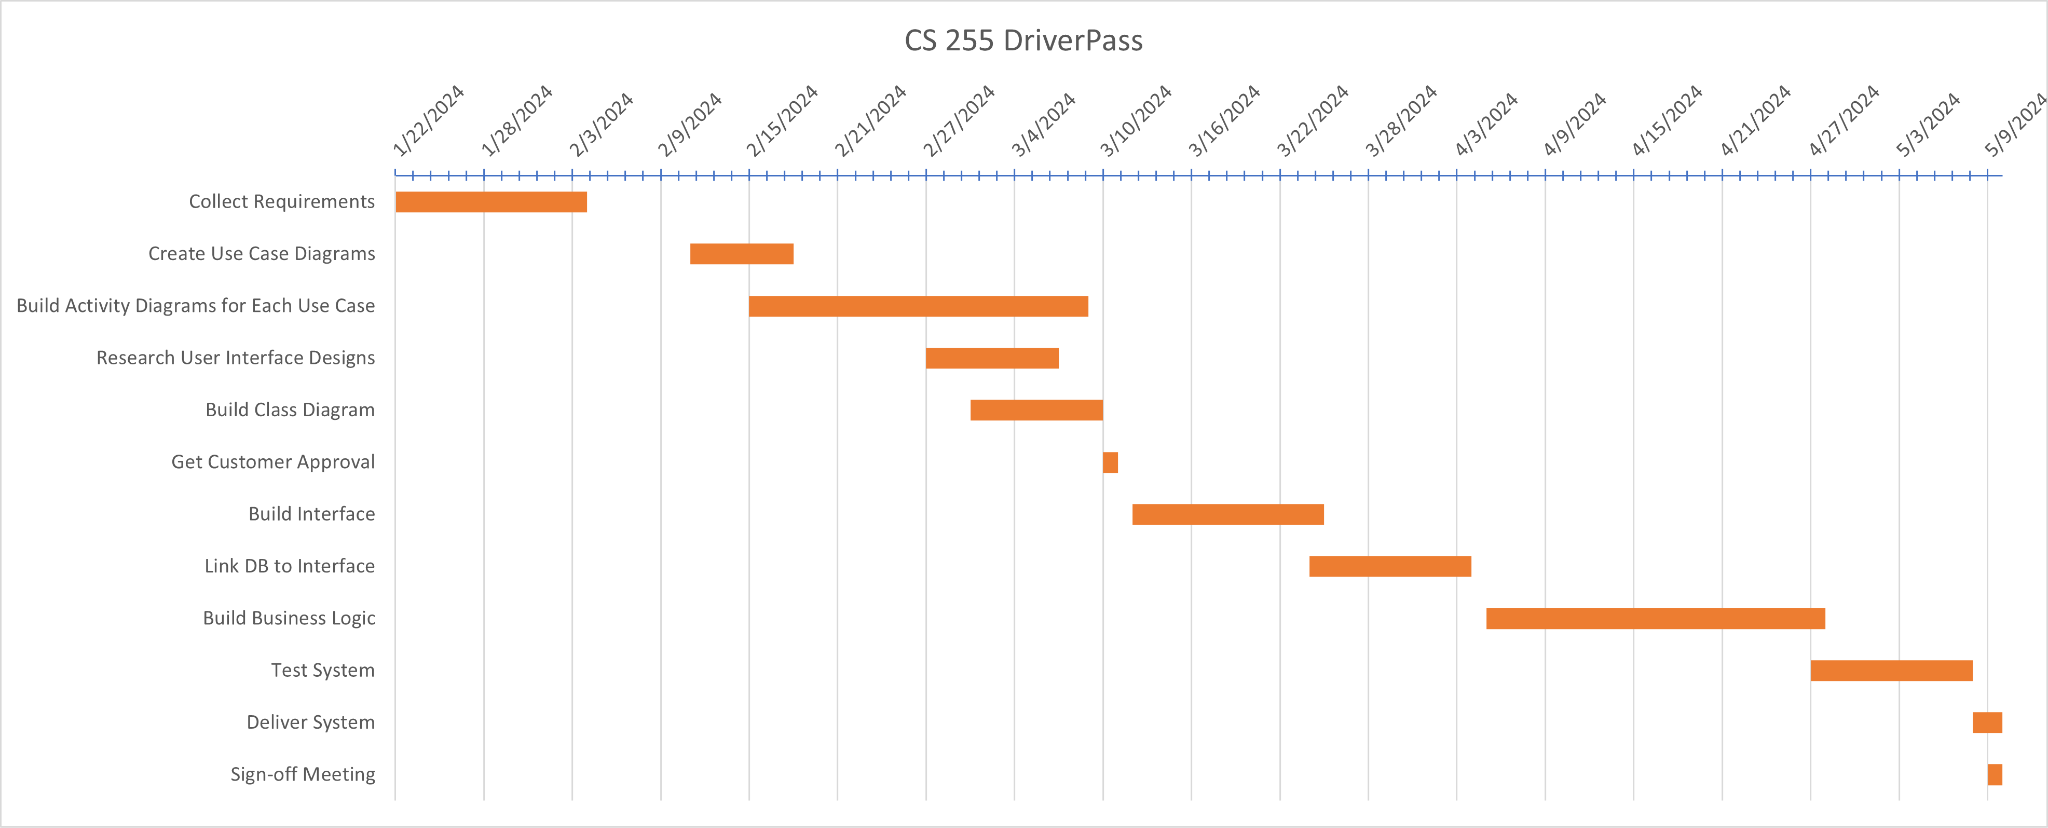 CS 255 DriverPass
1/22/2024
1/28/2024
2/3/2024
2/9/2024
2/15/2024
2/21/2024
2/27/2024
3/4/2024
3/10/2024
3/16/2024
3/22/2024
3/28/2024
4/3/2024
4/9/2024
4/15/2024
4/21/2024
4/27/2024
5/3/2024
5/9/2024
Collect Requirements
Create Use Case Diagrams
Build Activity Diagrams for Each Use Case
Research User Interface Designs
Build Class Diagram
Get Customer Approval
Build Interface
Link DB to Interface
Build Business Logic
Test System
Deliver System
Sign-off Meeting